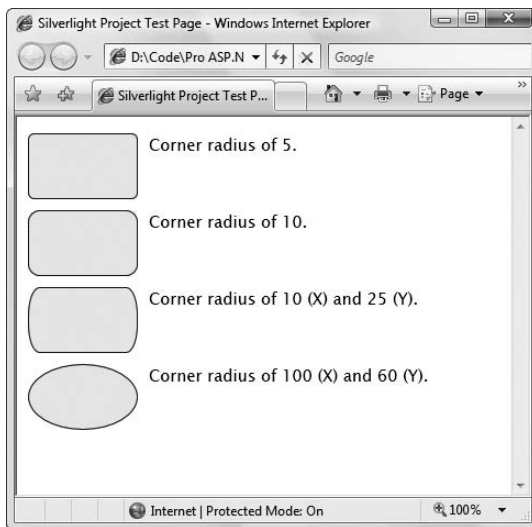 Silverlight Project Test Page - Windows Internet Explorer
D:\Code\Pro ASP.N
Google
Silverlight Project Test P...
Page
»
Corner radius of 5.
Corner radius of 10.
Corner radius of 10 (X) and 25 (Y).
Corner radius of 100 (X) and 60 (Y).
Internet | Protected Mode: On
100%